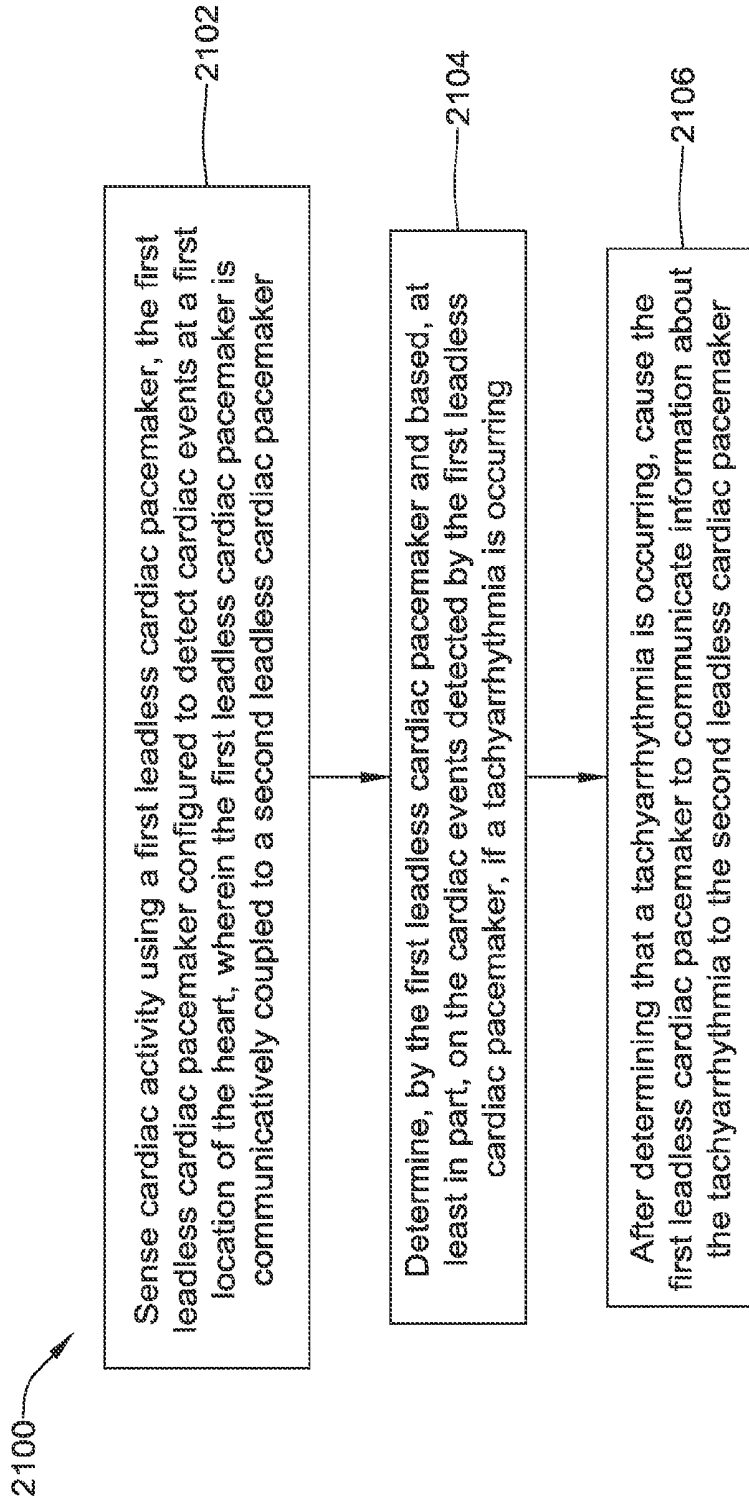 2100
Sense cardiac activity using a first leadless cardiac pacemaker, the first
leadless cardiac pacemaker configured to detect cardiac events at a first
location of the heart, wherein the first leadless cardiac pacemaker is
communicatively coupled to a second leadless cardiac pacemaker
2102
Determine, by the first leadless cardiac pacemaker and based, at
least in part, on the cardiac events detected by the first leadless
cardiac pacemaker, if a tachyarrhythmia is occurring
2104
After determining that a tachyarrhythmia is occurring, cause the
first leadless cardiac pacemaker to communicate information about
the tachyarrhythmia to the second leadless cardiac pacemaker
2106